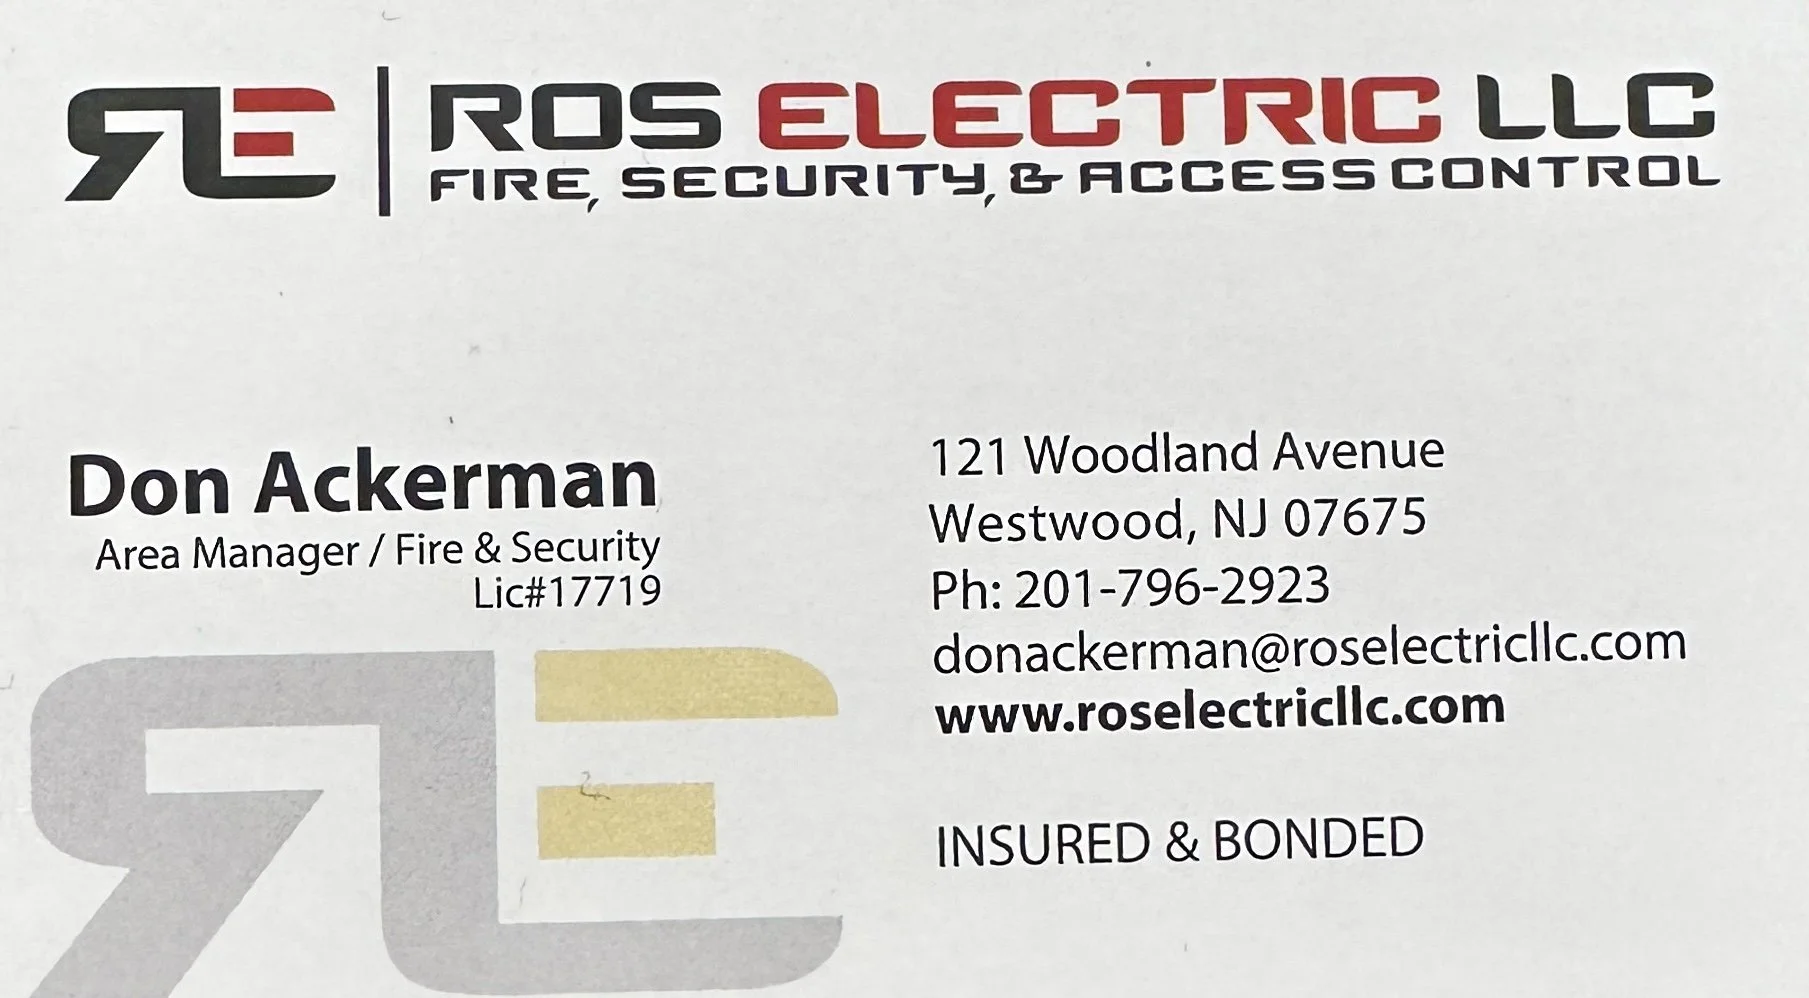 RE | ROS ELECTRIC LLC
FIRE, SECURITY, & ACCESS CONTROL
Don Ackerman
Area Manager / Fire & Security
Lic#17719
121 Woodland Avenue
Westwood, NJ 07675
Ph: 201-796-2923
donackerman@roselectricllc.com
www.roselectricllc.com
INSURED & BONDED
RE